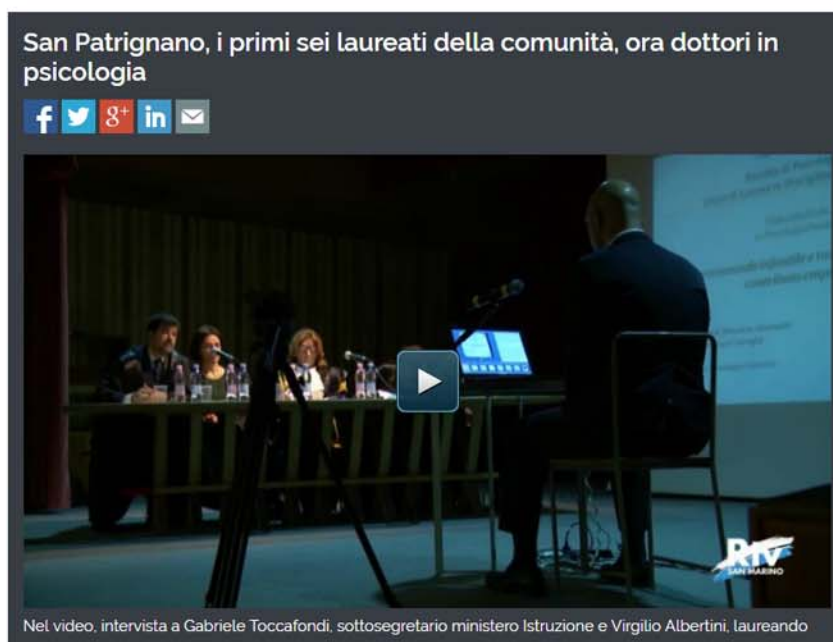 San Patrignano, i primi sei laureati della comunità, ora dottori in
psicologia
f
g+
in
RTV
SAN MARINO
Nel video, intervista a Gabriele Toccafondi, sottosegretario ministero Istruzione e Virgilio Albertini, laureando